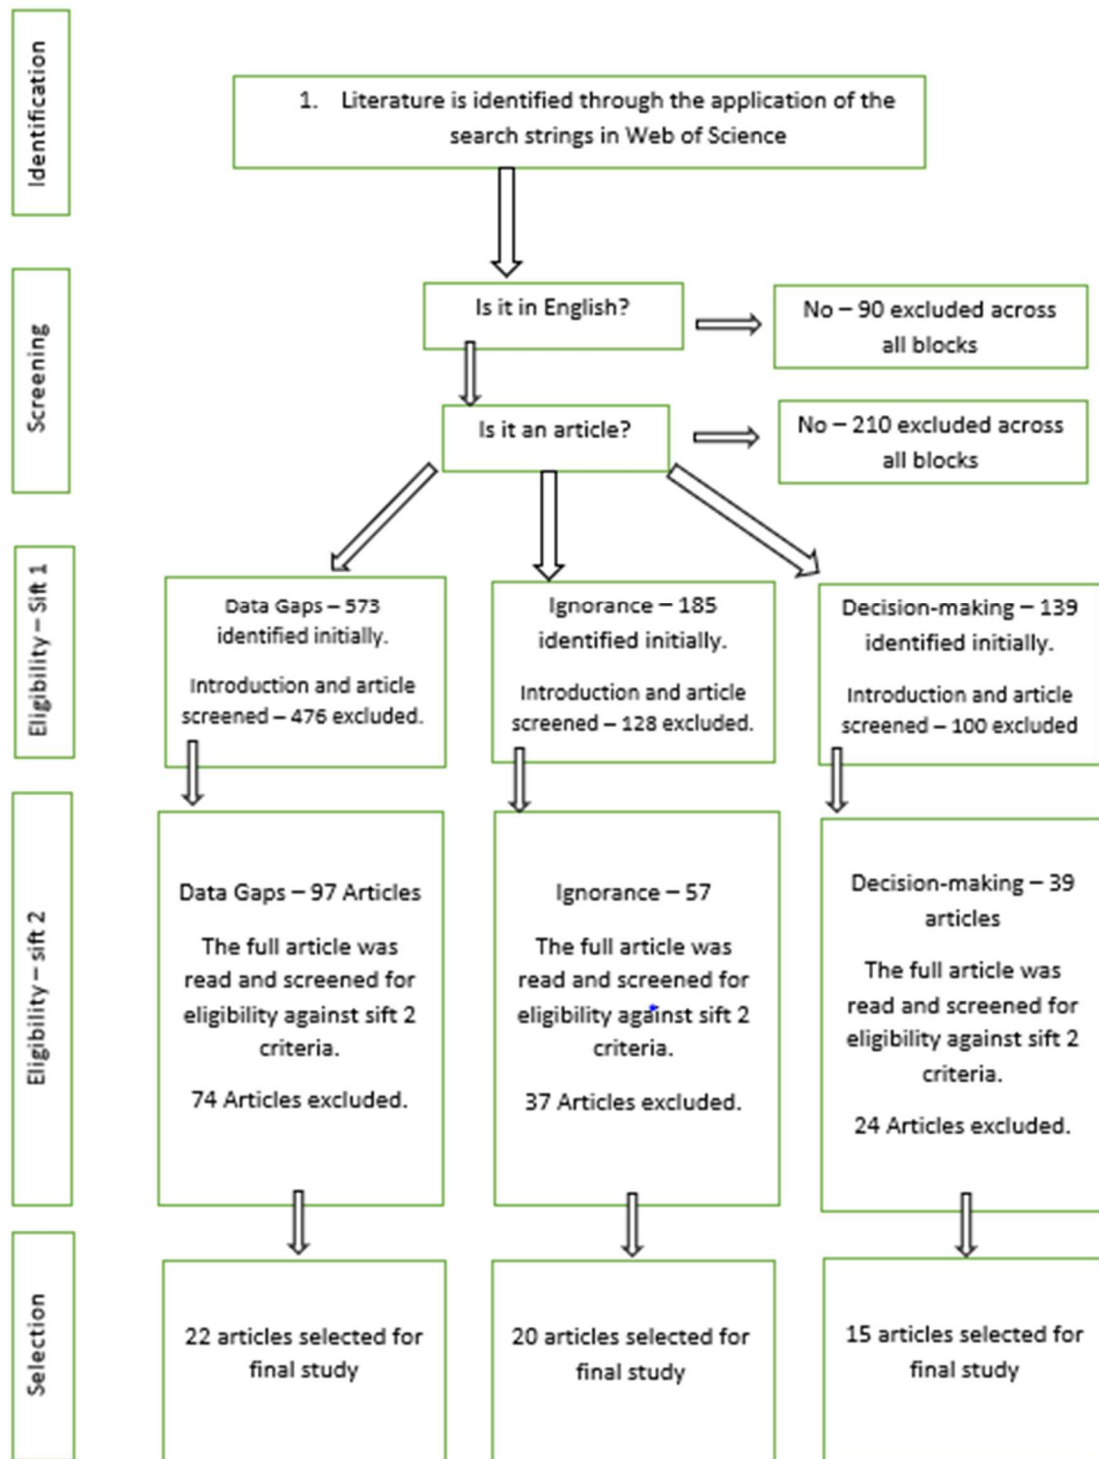 Identification
1. Literature is identified through the application of the
search strings in Web of Science
Screening
Is it in English?
No – 90 excluded across
all blocks
Is it an article?
No – 210 excluded across
all blocks
Eligibility – Sift 1
Data Gaps – 573
identified initially.
Introduction and article
screened – 476 excluded.
Ignorance – 185
identified initially.
Introduction and article
screened – 128 excluded.
Decision-making – 139
identified initially.
Introduction and article
screened – 100 excluded
Eligibility – sift 2
Data Gaps – 97 Articles
The full article was
read and screened for
eligibility against sift 2
criteria.
74 Articles excluded.
Ignorance – 57
The full article was
read and screened for
eligibility against sift 2
criteria.
37 Articles excluded.
Decision-making – 39
articles
The full article was
read and screened for
eligibility against sift 2
criteria.
24 Articles excluded.
Selection
22 articles selected for
final study
20 articles selected for
final study
15 articles selected for
final study